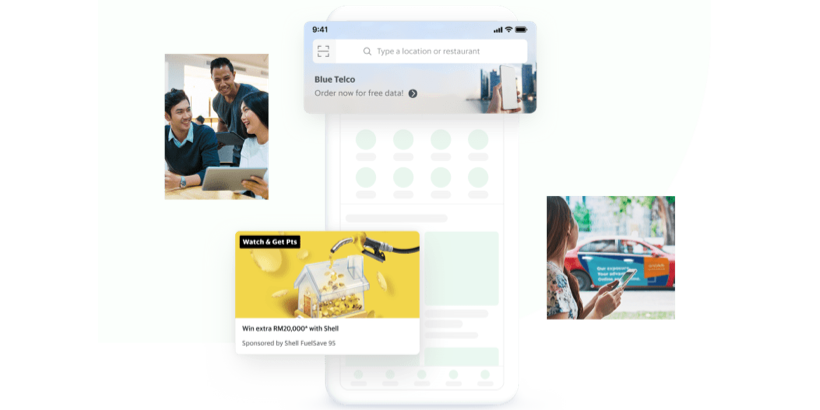 9:41
Type a location or restaurant
Blue Telco
Order now for free data!
Watch & Get Pts
Win extra RM20,000* with Shell
Sponsored by Shell FuelSave 95